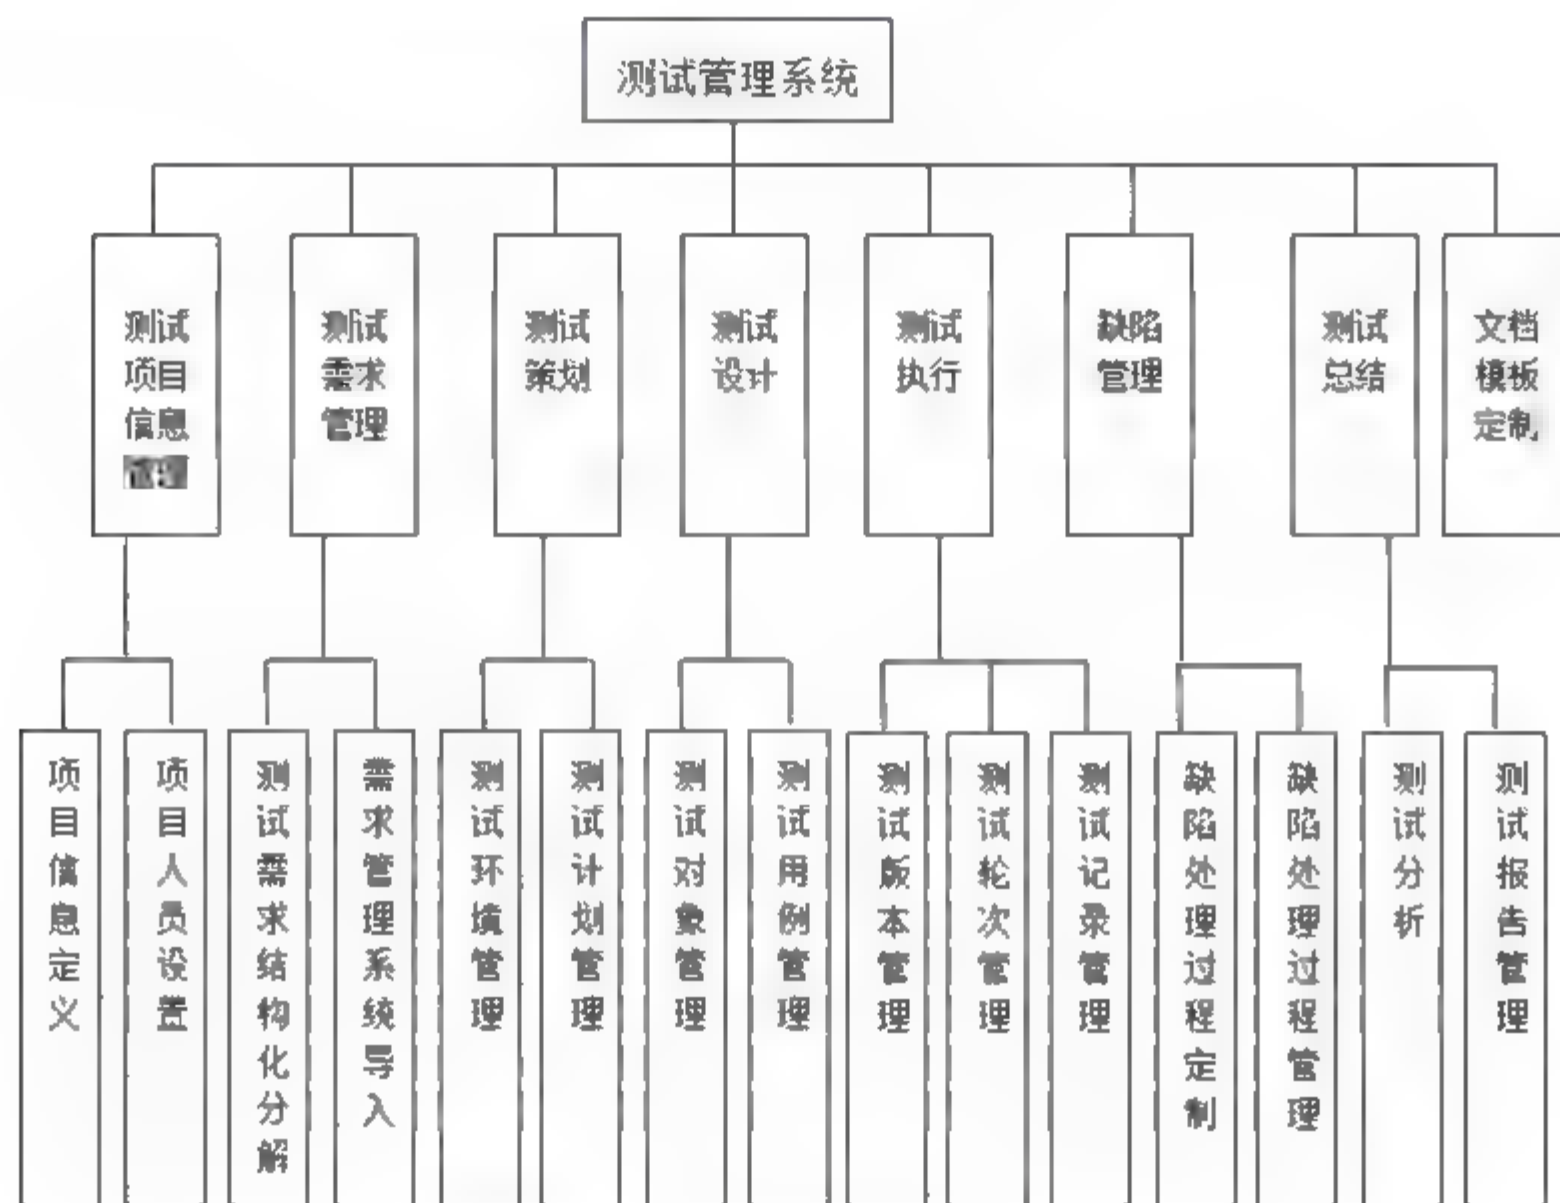 测试管理系统
测试
项目
信息
测试
需求
管理
测试
策划
测试
设计
测试
执行
缺陷
管理
测试
总结
文档
模板
定制
项目信息定义
项目人员设置
测试需求结构化分解
需求管理系统导入
测试环境管理
测试计划管理
测试对象管理
测试用例管理
测试版本管理
测试轮次管理
测试记录管理
缺陷处理过程定制
缺陷处理过程管理
测试分析
测试报告管理